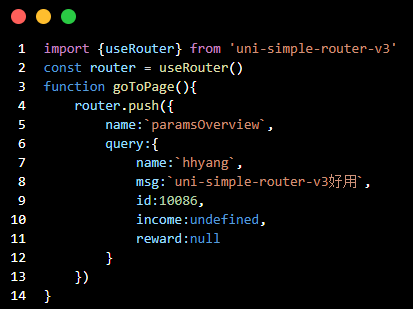 1 import {useRouter} from 'uni-simple-router-v3'
2 const router = useRouter()
3 function goToPage(){
4     router.push({
5         name:`paramsOverview`,
6         query:{
7             name:`hhyang`,
8             msg:`uni-simple-router-v3好用`,
9             id:10086,
10             income:undefined,
11             reward:null
12         }
13     })
14 }